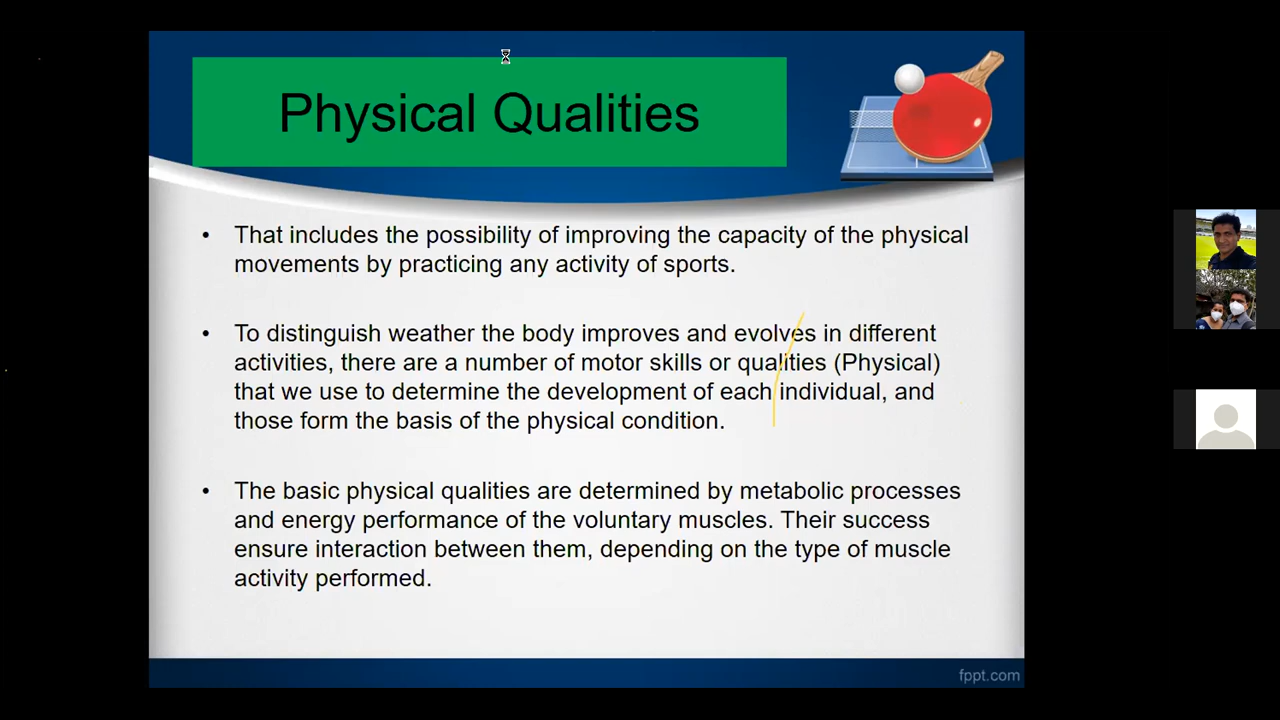 Physical Qualities
• That includes the possibility of improving the capacity of the physical
movements by practicing any activity of sports.
• To distinguish weather the body improves and evolves in different
activities, there are a number of motor skills or qualities (Physical)
that we use to determine the development of each individual, and
those form the basis of the physical condition.
• The basic physical qualities are determined by metabolic processes
and energy performance of the voluntary muscles. Their success
ensure interaction between them, depending on the type of muscle
activity performed.
fppt.com